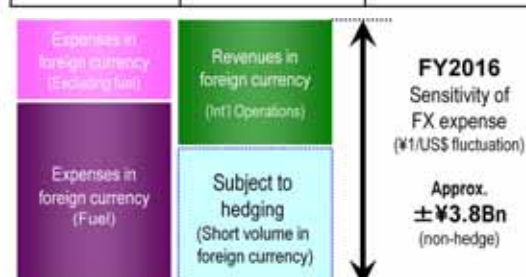 Expenses in
foreign currency
(Excluding fuel)
Expenses in
foreign currency
(Fuel)
Revenues in
foreign currency
(Int'l Operations)
Subject to
hedging
(Short volume in
foreign currency)
FY2016
Sensitivity of
FX expense
(¥1/US$ fluctuation)
Approx.
±¥3.8Bn
(non-hedge)